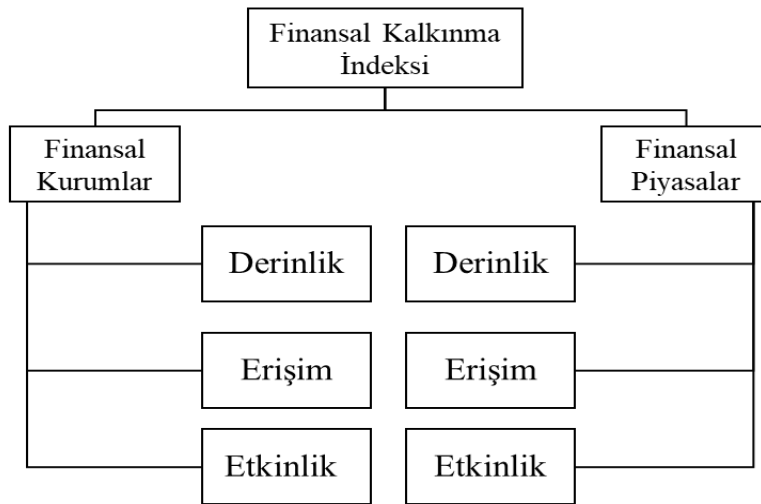 Finansal Kalkınma
İndeksi
Finansal
Kurumlar
Finansal
Piyasalar
Derinlik
Derinlik
Erişim
Erişim
Etkinlik
Etkinlik